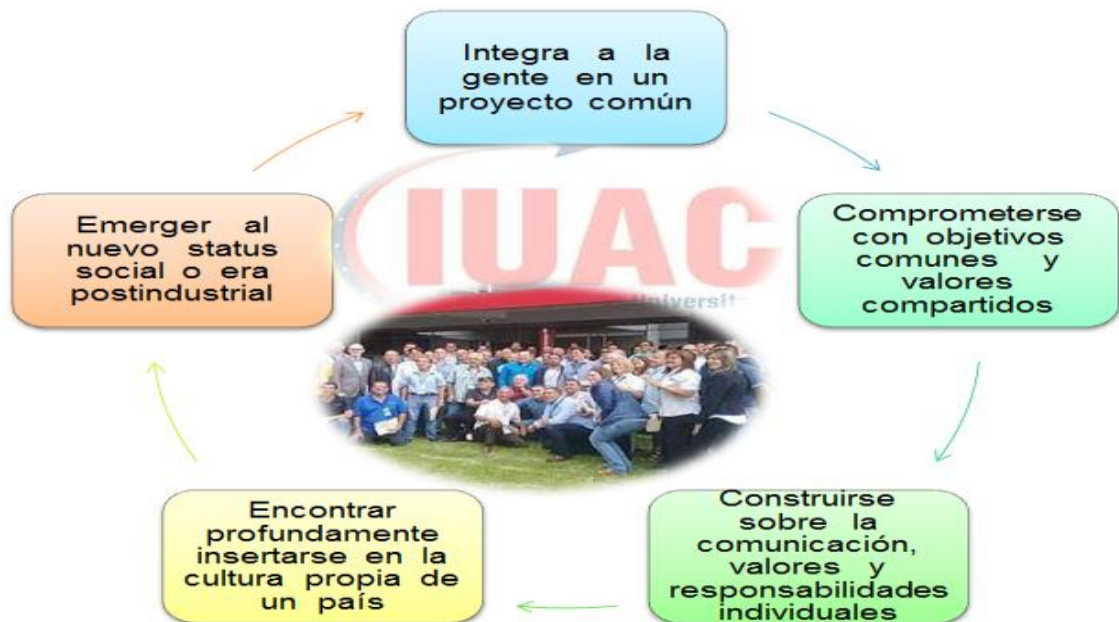 Integra a la
gente en un
proyecto común
Emerger al
nuevo status
social o era
postindustrial
IUAC
Universit
Comprometerse
con objetivos
comunes y
valores
compartidos
Encontrar
profundamente
insertarse en la
cultura propia de
un país
Construirse
sobre la
comunicación,
valores y
responsabilidades
individuales